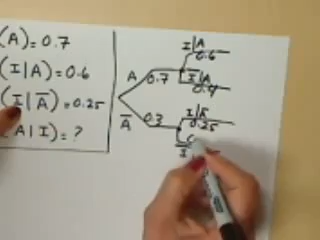 (A) = 0.7
(I|A) = 0.6
(I|A̅) = 0.25
A|I) = ?
I|A
0.6
A
0.7
I̅|A
A̅
0.3
I|A̅
0.25